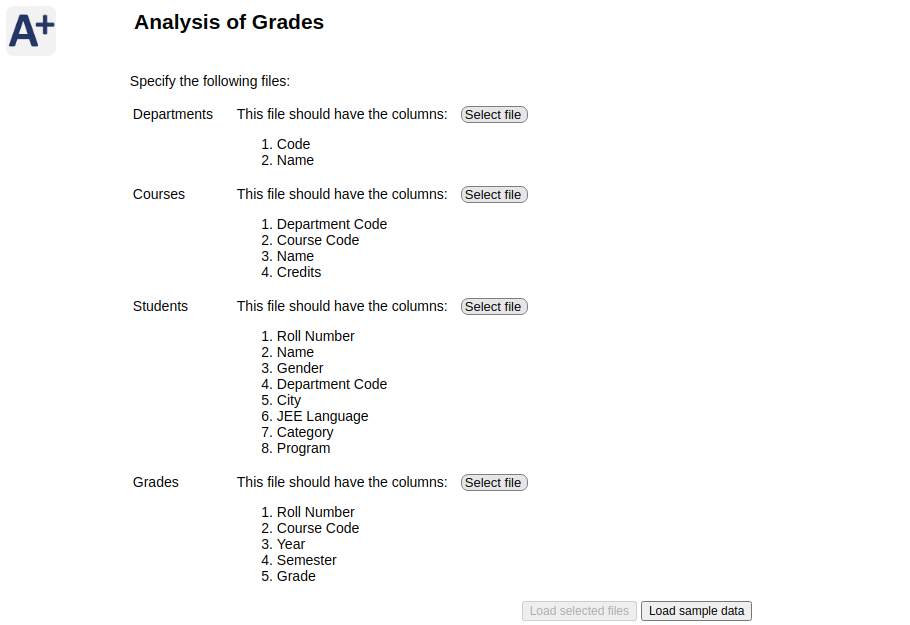 A+
Analysis of Grades
Specify the following files:
Departments This file should have the columns: Select file
1. Code
2. Name
Courses This file should have the columns: Select file
1. Department Code
2. Course Code
3. Name
4. Credits
Students This file should have the columns: Select file
1. Roll Number
2. Name
3. Gender
4. Department Code
5. City
6. JEE Language
7. Category
8. Program
Grades This file should have the columns: Select file
1. Roll Number
2. Course Code
3. Year
4. Semester
5. Grade
Load selected files Load sample data